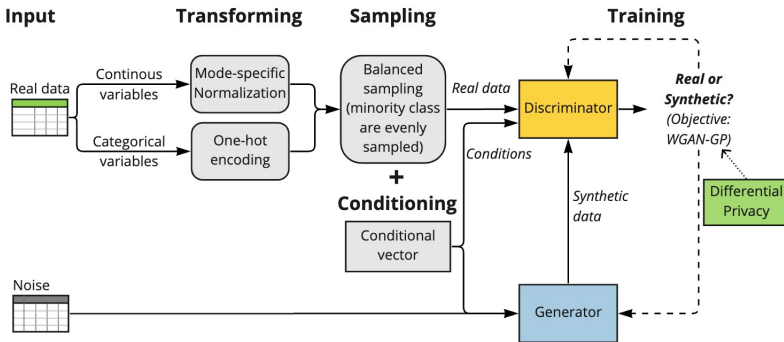 Input
Transforming
Sampling
Training
Real data
Continous
variables
Categorical
variables
Mode-specific
Normalization
One-hot
encoding
Balanced
sampling
(minority class
are evenly
sampled)
+
Conditioning
Conditional
vector
Real data
Conditions
Discriminator
Synthetic
data
Real or
Synthetic?
(Objective:
WGAN-GP)
Differential
Privacy
Noise
Generator